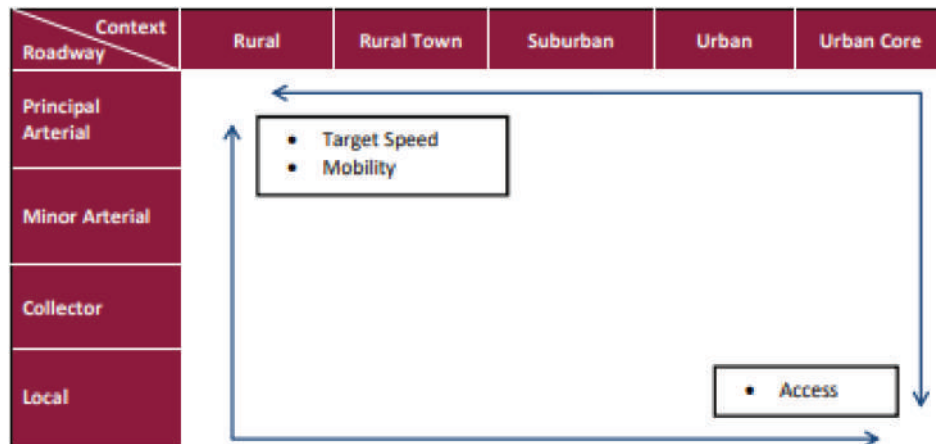 Context
Roadway
Rural
Rural Town
Suburban
Urban
Urban Core
Principal
Arterial
• Target Speed
• Mobility
Minor Arterial
Collector
Local
• Access